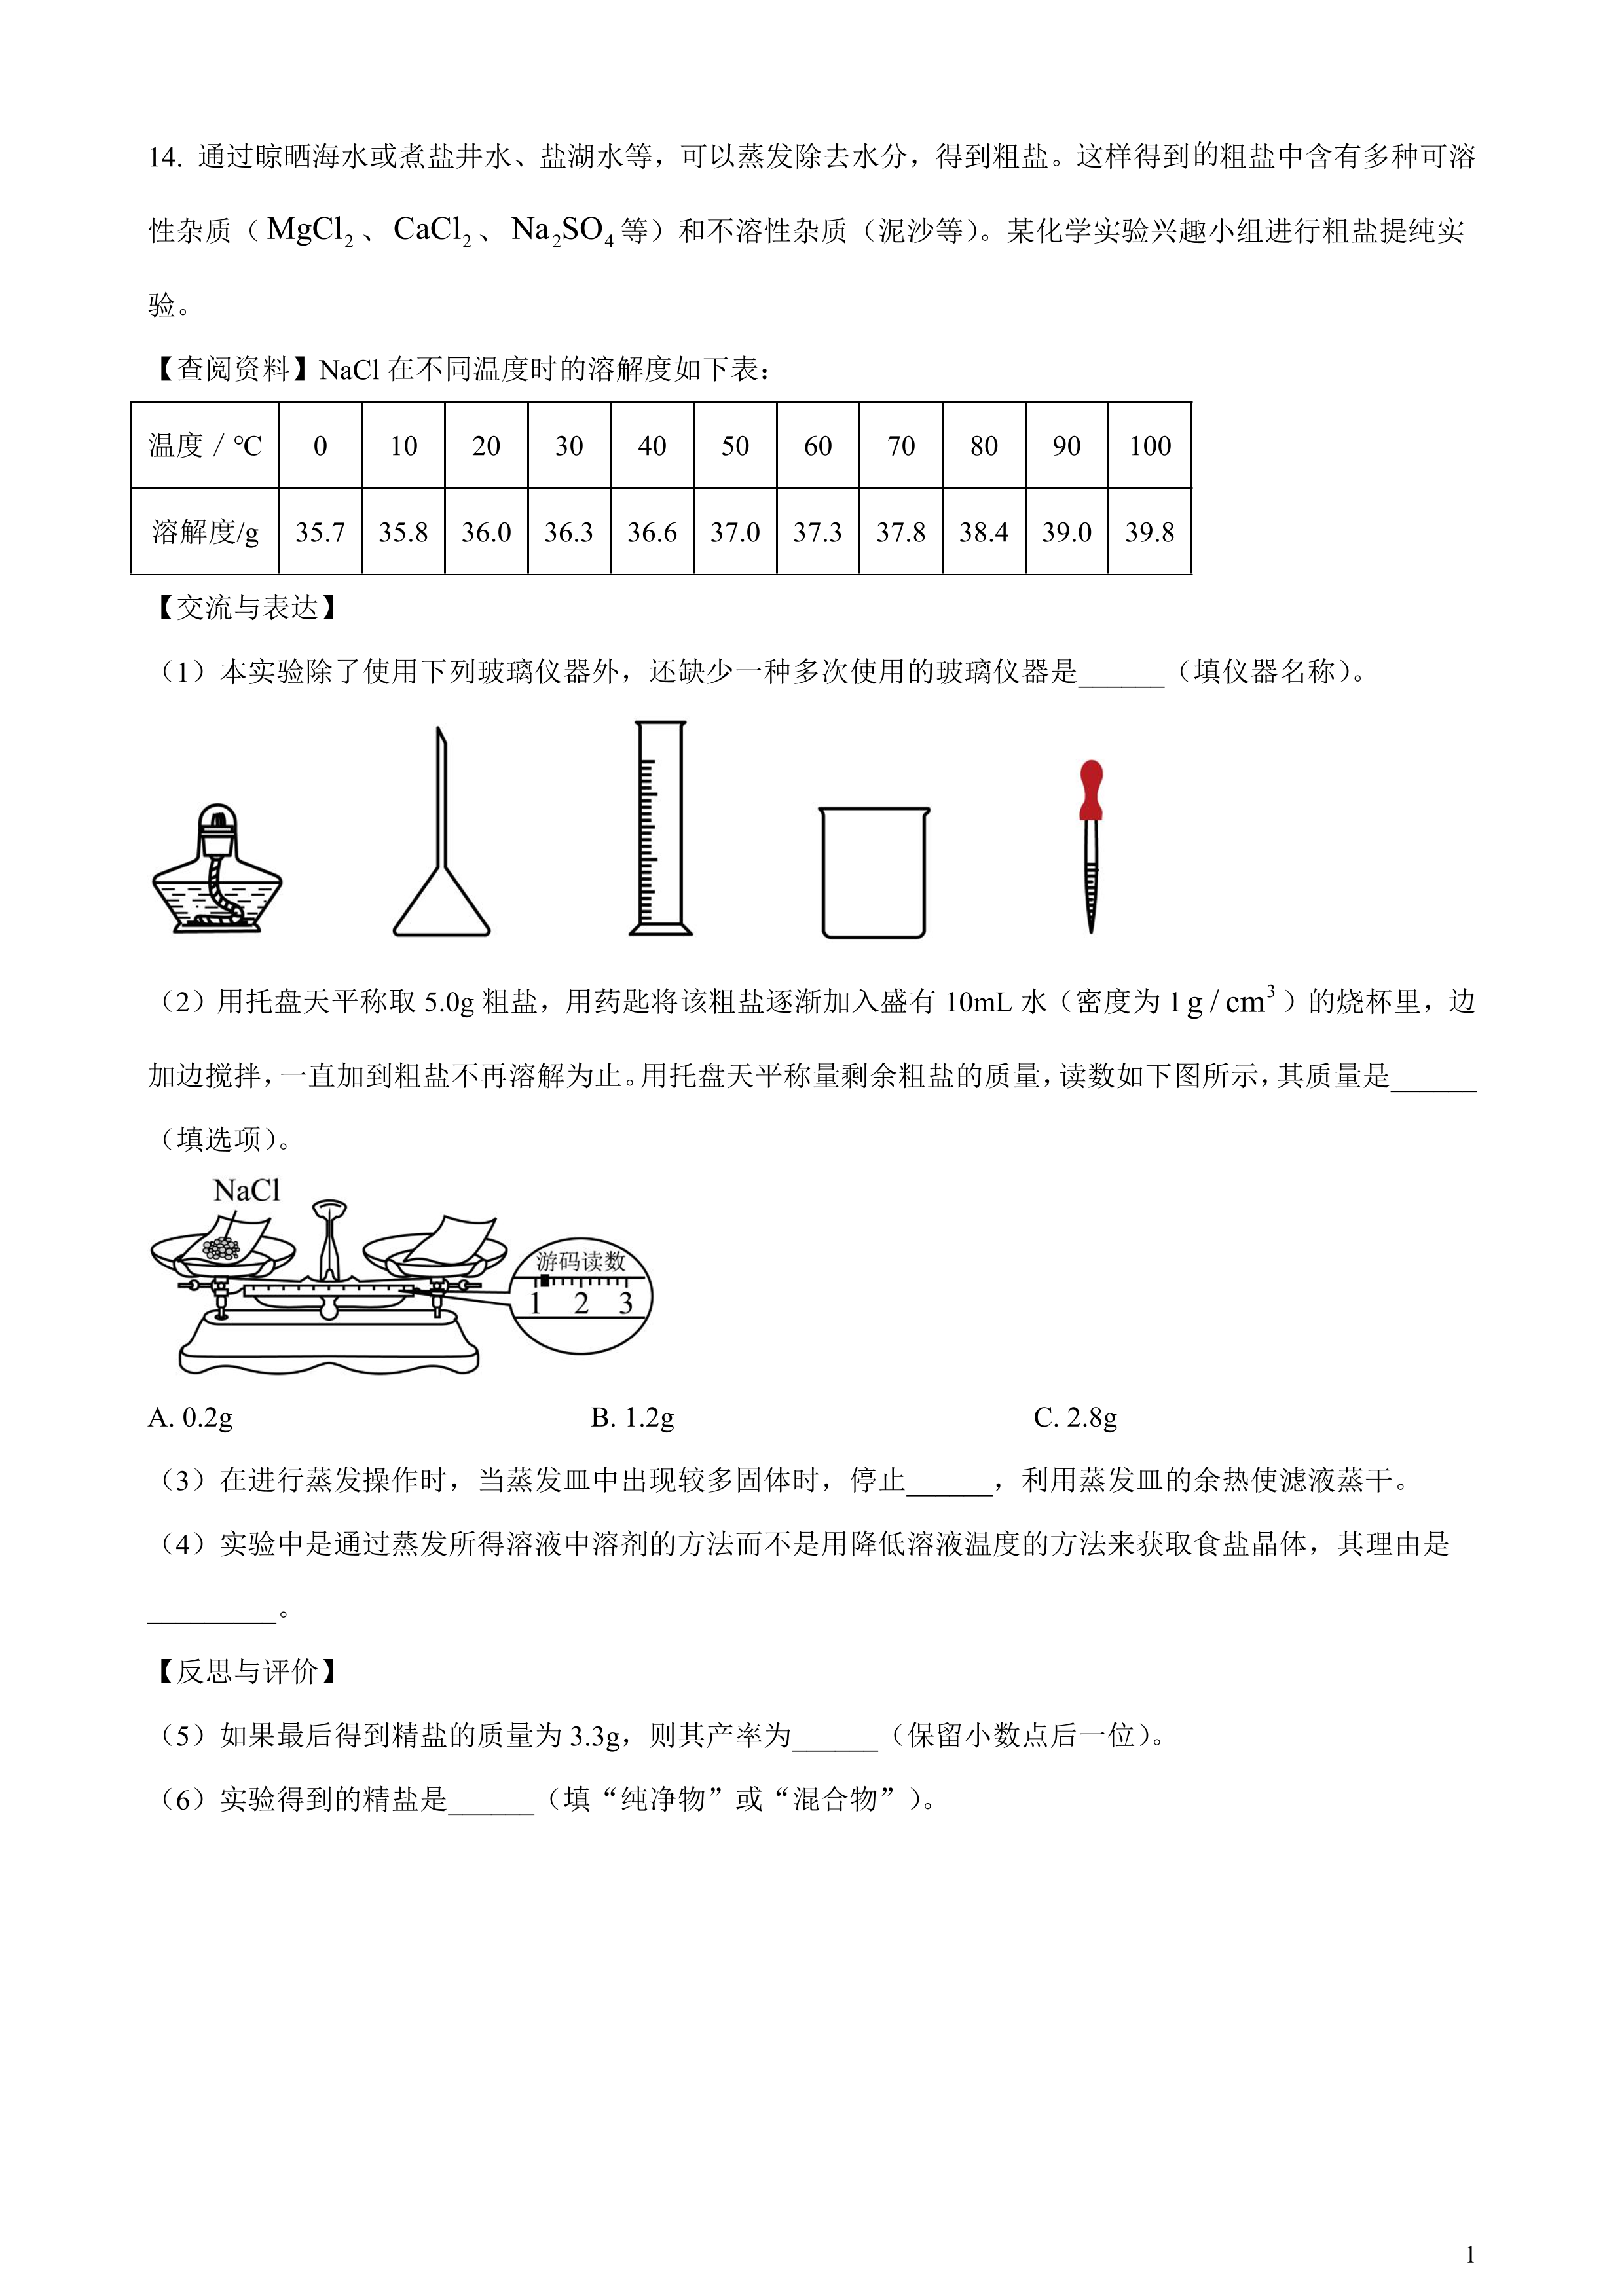 14. 通过晾晒海水或煮盐井水、盐湖水等，可以蒸发除去水分，得到粗盐。这样得到的粗盐中含有多种可溶
性杂质（MgCl₂、CaCl₂、Na₂SO₄等）和不溶性杂质（泥沙等）。某化学实验兴趣小组进行粗盐提纯实
验。
【查阅资料】NaCl在不同温度时的溶解度如下表：
温度／℃ 0 10 20 30 40 50 60 70 80 90 100
溶解度/g 35.7 35.8 36.0 36.3 36.6 37.0 37.3 37.8 38.4 39.0 39.8
【交流与表达】
（1）本实验除了使用下列玻璃仪器外，还缺少一种多次使用的玻璃仪器是______（填仪器名称）。
（2）用托盘天平称取5.0g粗盐，用药匙将该粗盐逐渐加入盛有10mL水（密度为1g/cm³）的烧杯里，边
加边搅拌，一直加到粗盐不再溶解为止。用托盘天平称量剩余粗盐的质量，读数如下图所示，其质量是______
（填选项）。
NaCl
游码读数
1 2 3
A. 0.2g B. 1.2g C. 2.8g
（3）在进行蒸发操作时，当蒸发皿中出现较多固体时，停止______，利用蒸发皿的余热使滤液蒸干。
（4）实验中是通过蒸发所得溶液中溶剂的方法而不是用降低溶液温度的方法来获取食盐晶体，其理由是
_________。
【反思与评价】
（5）如果最后得到精盐的质量为3.3g，则其产率为______（保留小数点后一位）。
（6）实验得到的精盐是______（填“纯净物”或“混合物”）。
1